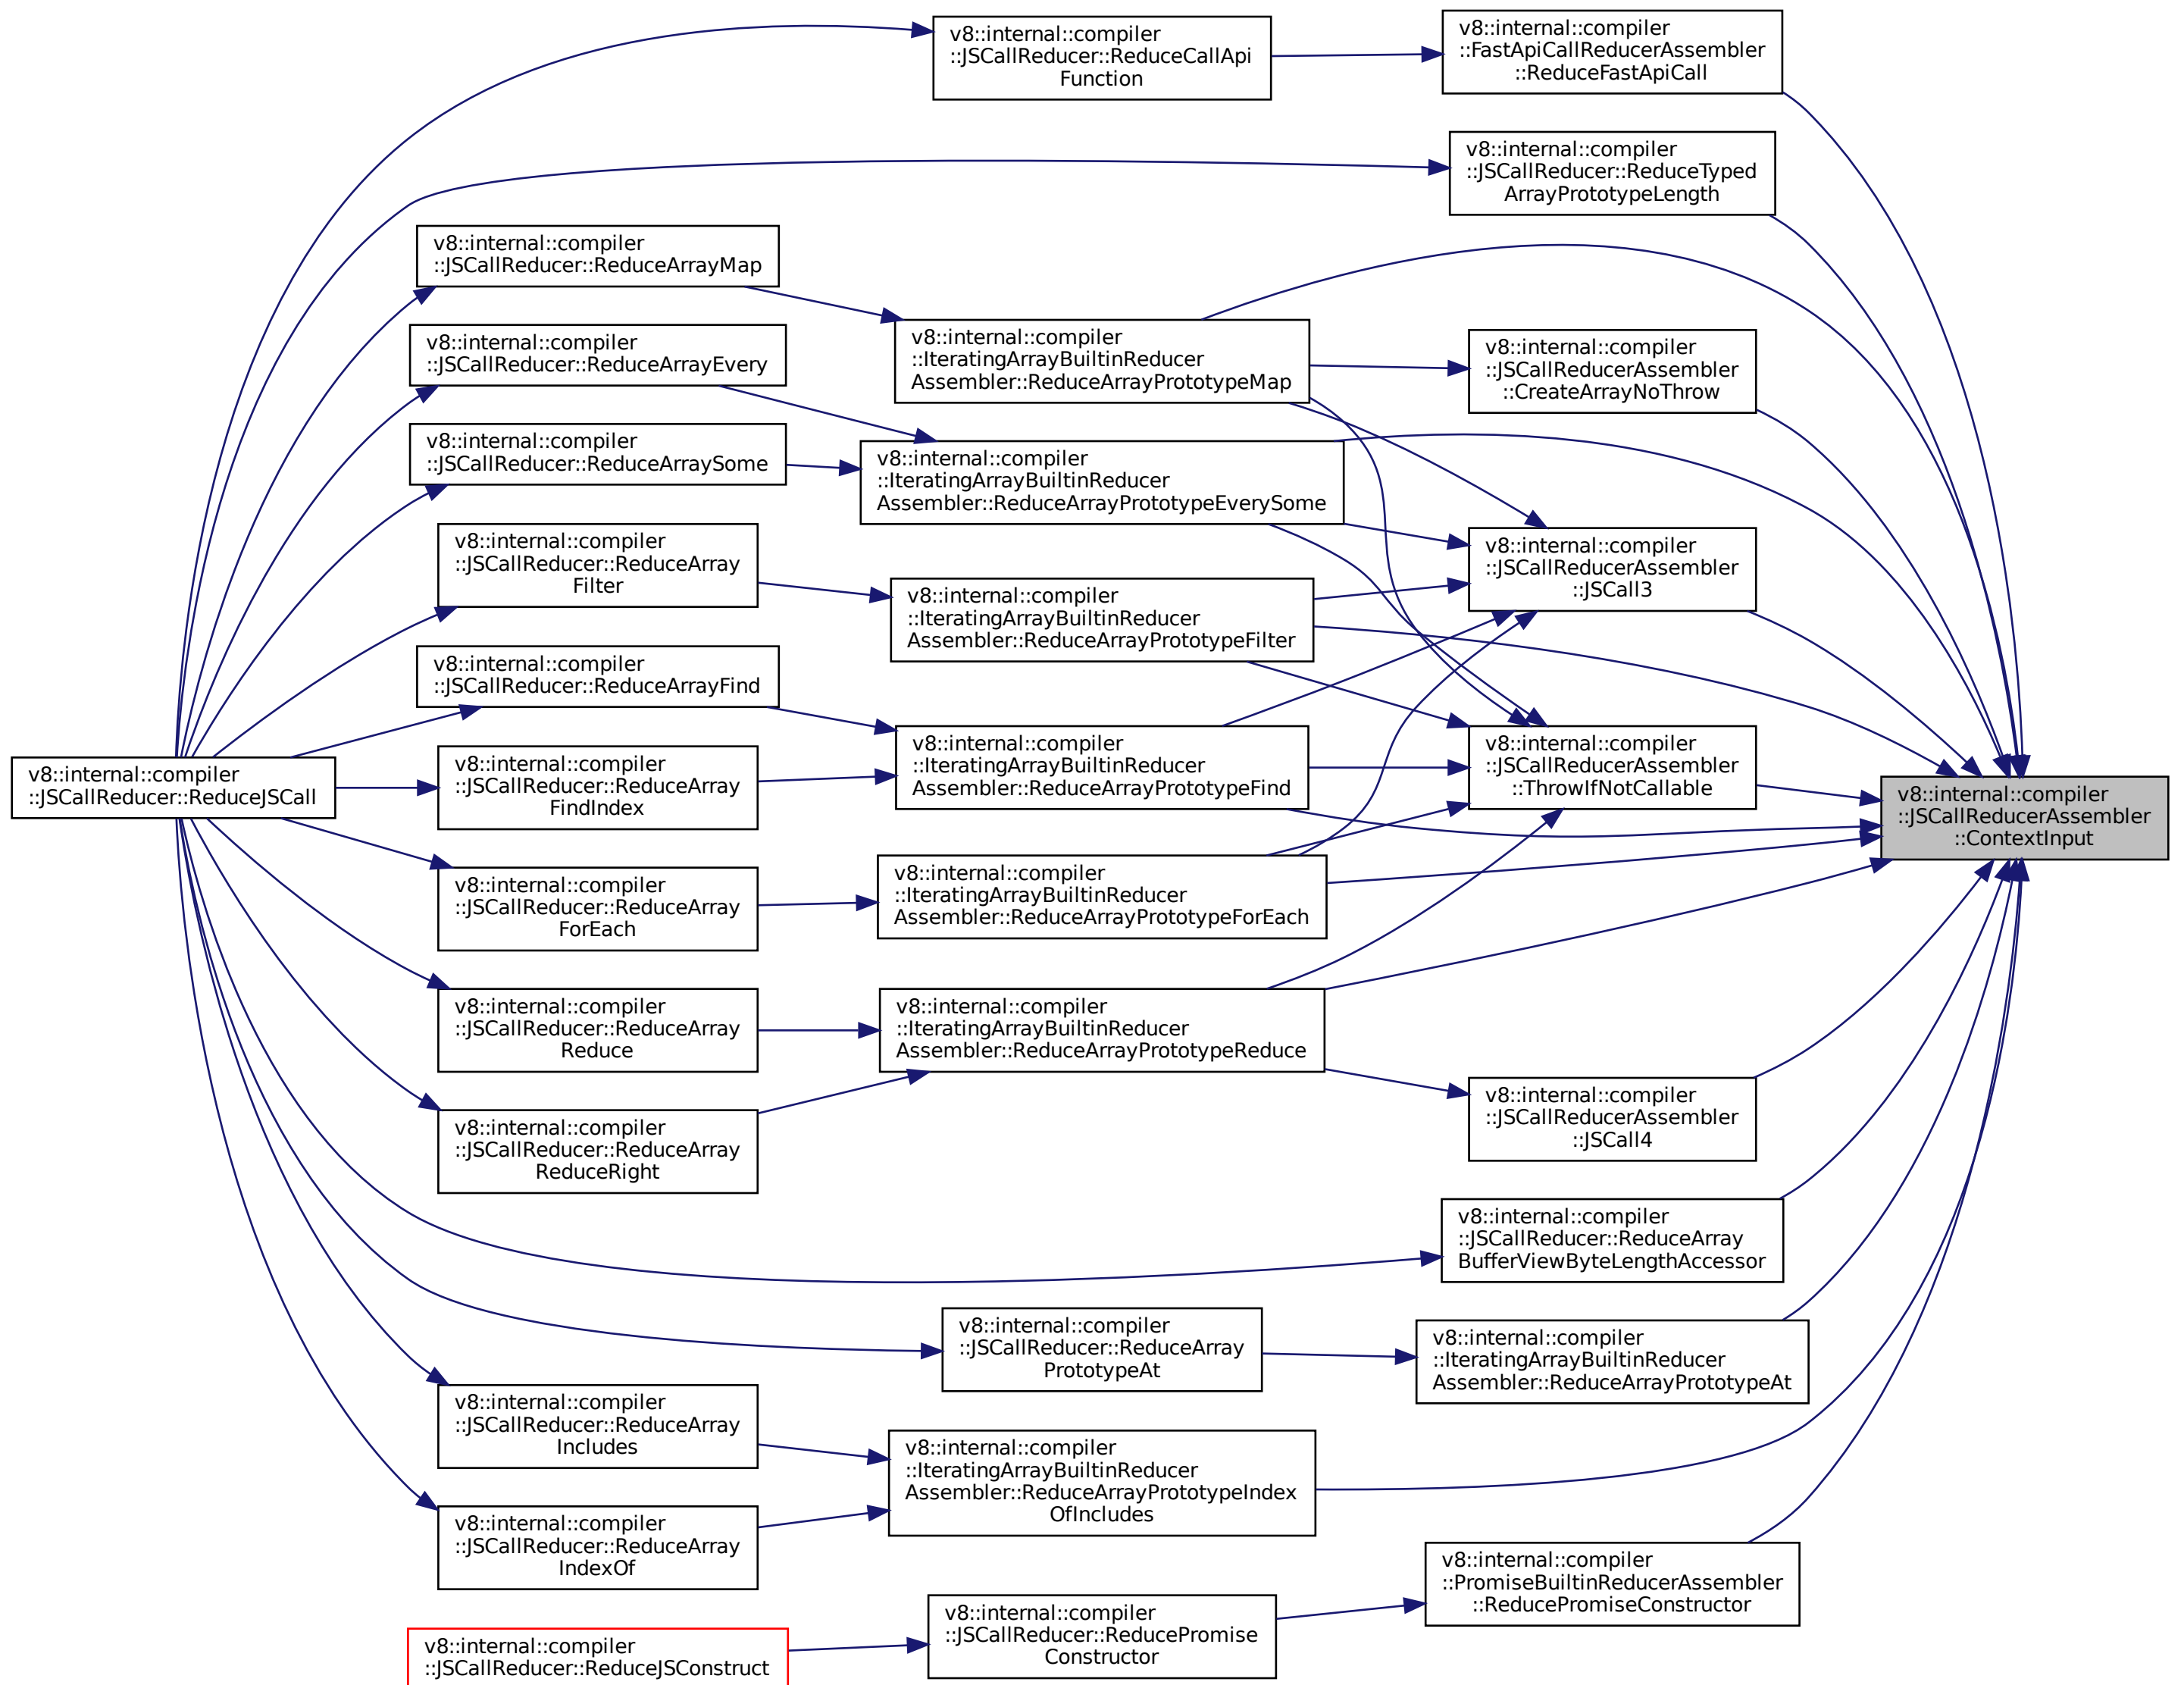 v8::internal::compiler
::JSCallReducer::ReduceJSCall
v8::internal::compiler
::JSCallReducer::ReduceArrayMap
v8::internal::compiler
::JSCallReducer::ReduceArrayEvery
v8::internal::compiler
::JSCallReducer::ReduceArraySome
v8::internal::compiler
::JSCallReducer::ReduceArray
Filter
v8::internal::compiler
::JSCallReducer::ReduceArrayFind
v8::internal::compiler
::JSCallReducer::ReduceArray
FindIndex
v8::internal::compiler
::JSCallReducer::ReduceArray
ForEach
v8::internal::compiler
::JSCallReducer::ReduceArray
Reduce
v8::internal::compiler
::JSCallReducer::ReduceArray
ReduceRight
v8::internal::compiler
::JSCallReducer::ReduceArray
Includes
v8::internal::compiler
::JSCallReducer::ReduceArray
IndexOf
v8::internal::compiler
::JSCallReducer::ReduceJSConstruct
v8::internal::compiler
::JSCallReducer::ReduceCallApi
Function
v8::internal::compiler
::IteratingArrayBuiltinReducer
Assembler::ReduceArrayPrototypeMap
v8::internal::compiler
::IteratingArrayBuiltinReducer
Assembler::ReduceArrayPrototypeEverySome
v8::internal::compiler
::IteratingArrayBuiltinReducer
Assembler::ReduceArrayPrototypeFilter
v8::internal::compiler
::IteratingArrayBuiltinReducer
Assembler::ReduceArrayPrototypeFind
v8::internal::compiler
::IteratingArrayBuiltinReducer
Assembler::ReduceArrayPrototypeForEach
v8::internal::compiler
::IteratingArrayBuiltinReducer
Assembler::ReduceArrayPrototypeReduce
v8::internal::compiler
::JSCallReducer::ReduceArray
PrototypeAt
v8::internal::compiler
::IteratingArrayBuiltinReducer
Assembler::ReduceArrayPrototypeIndex
OfIncludes
v8::internal::compiler
::JSCallReducer::ReducePromise
Constructor
v8::internal::compiler
::FastApiCallReducerAssembler
::ReduceFastApiCall
v8::internal::compiler
::JSCallReducer::ReduceTyped
ArrayPrototypeLength
v8::internal::compiler
::JSCallReducerAssembler
::CreateArrayNoThrow
v8::internal::compiler
::JSCallReducerAssembler
::JSCall3
v8::internal::compiler
::JSCallReducerAssembler
::ThrowIfNotCallable
v8::internal::compiler
::JSCallReducerAssembler
::JSCall4
v8::internal::compiler
::JSCallReducer::ReduceArray
BufferViewByteLengthAccessor
v8::internal::compiler
::IteratingArrayBuiltinReducer
Assembler::ReduceArrayPrototypeAt
v8::internal::compiler
::PromiseBuiltinReducerAssembler
::ReducePromiseConstructor
v8::internal::compiler
::JSCallReducerAssembler
::ContextInput